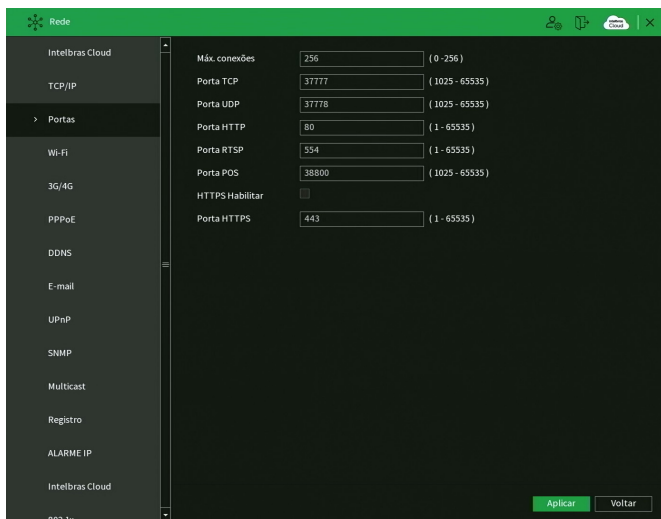 Rede
intelbras Cloud
Intelbras Cloud
TCP/IP
> Portas
Wi-Fi
3G/4G
PPPoE
DDNS
E-mail
UPnP
SNMP
Multicast
Registro
ALARME IP
Intelbras Cloud
Máx. conexões 256 ( 0 -256 )
Porta TCP 37777 ( 1025 - 65535 )
Porta UDP 37778 ( 1025 - 65535 )
Porta HTTP 80 ( 1 - 65535 )
Porta RTSP 554 ( 1 - 65535 )
Porta POS 38800 ( 1025 - 65535 )
HTTPS Habilitar
Porta HTTPS 443 ( 1 - 65535 )
Aplicar Voltar